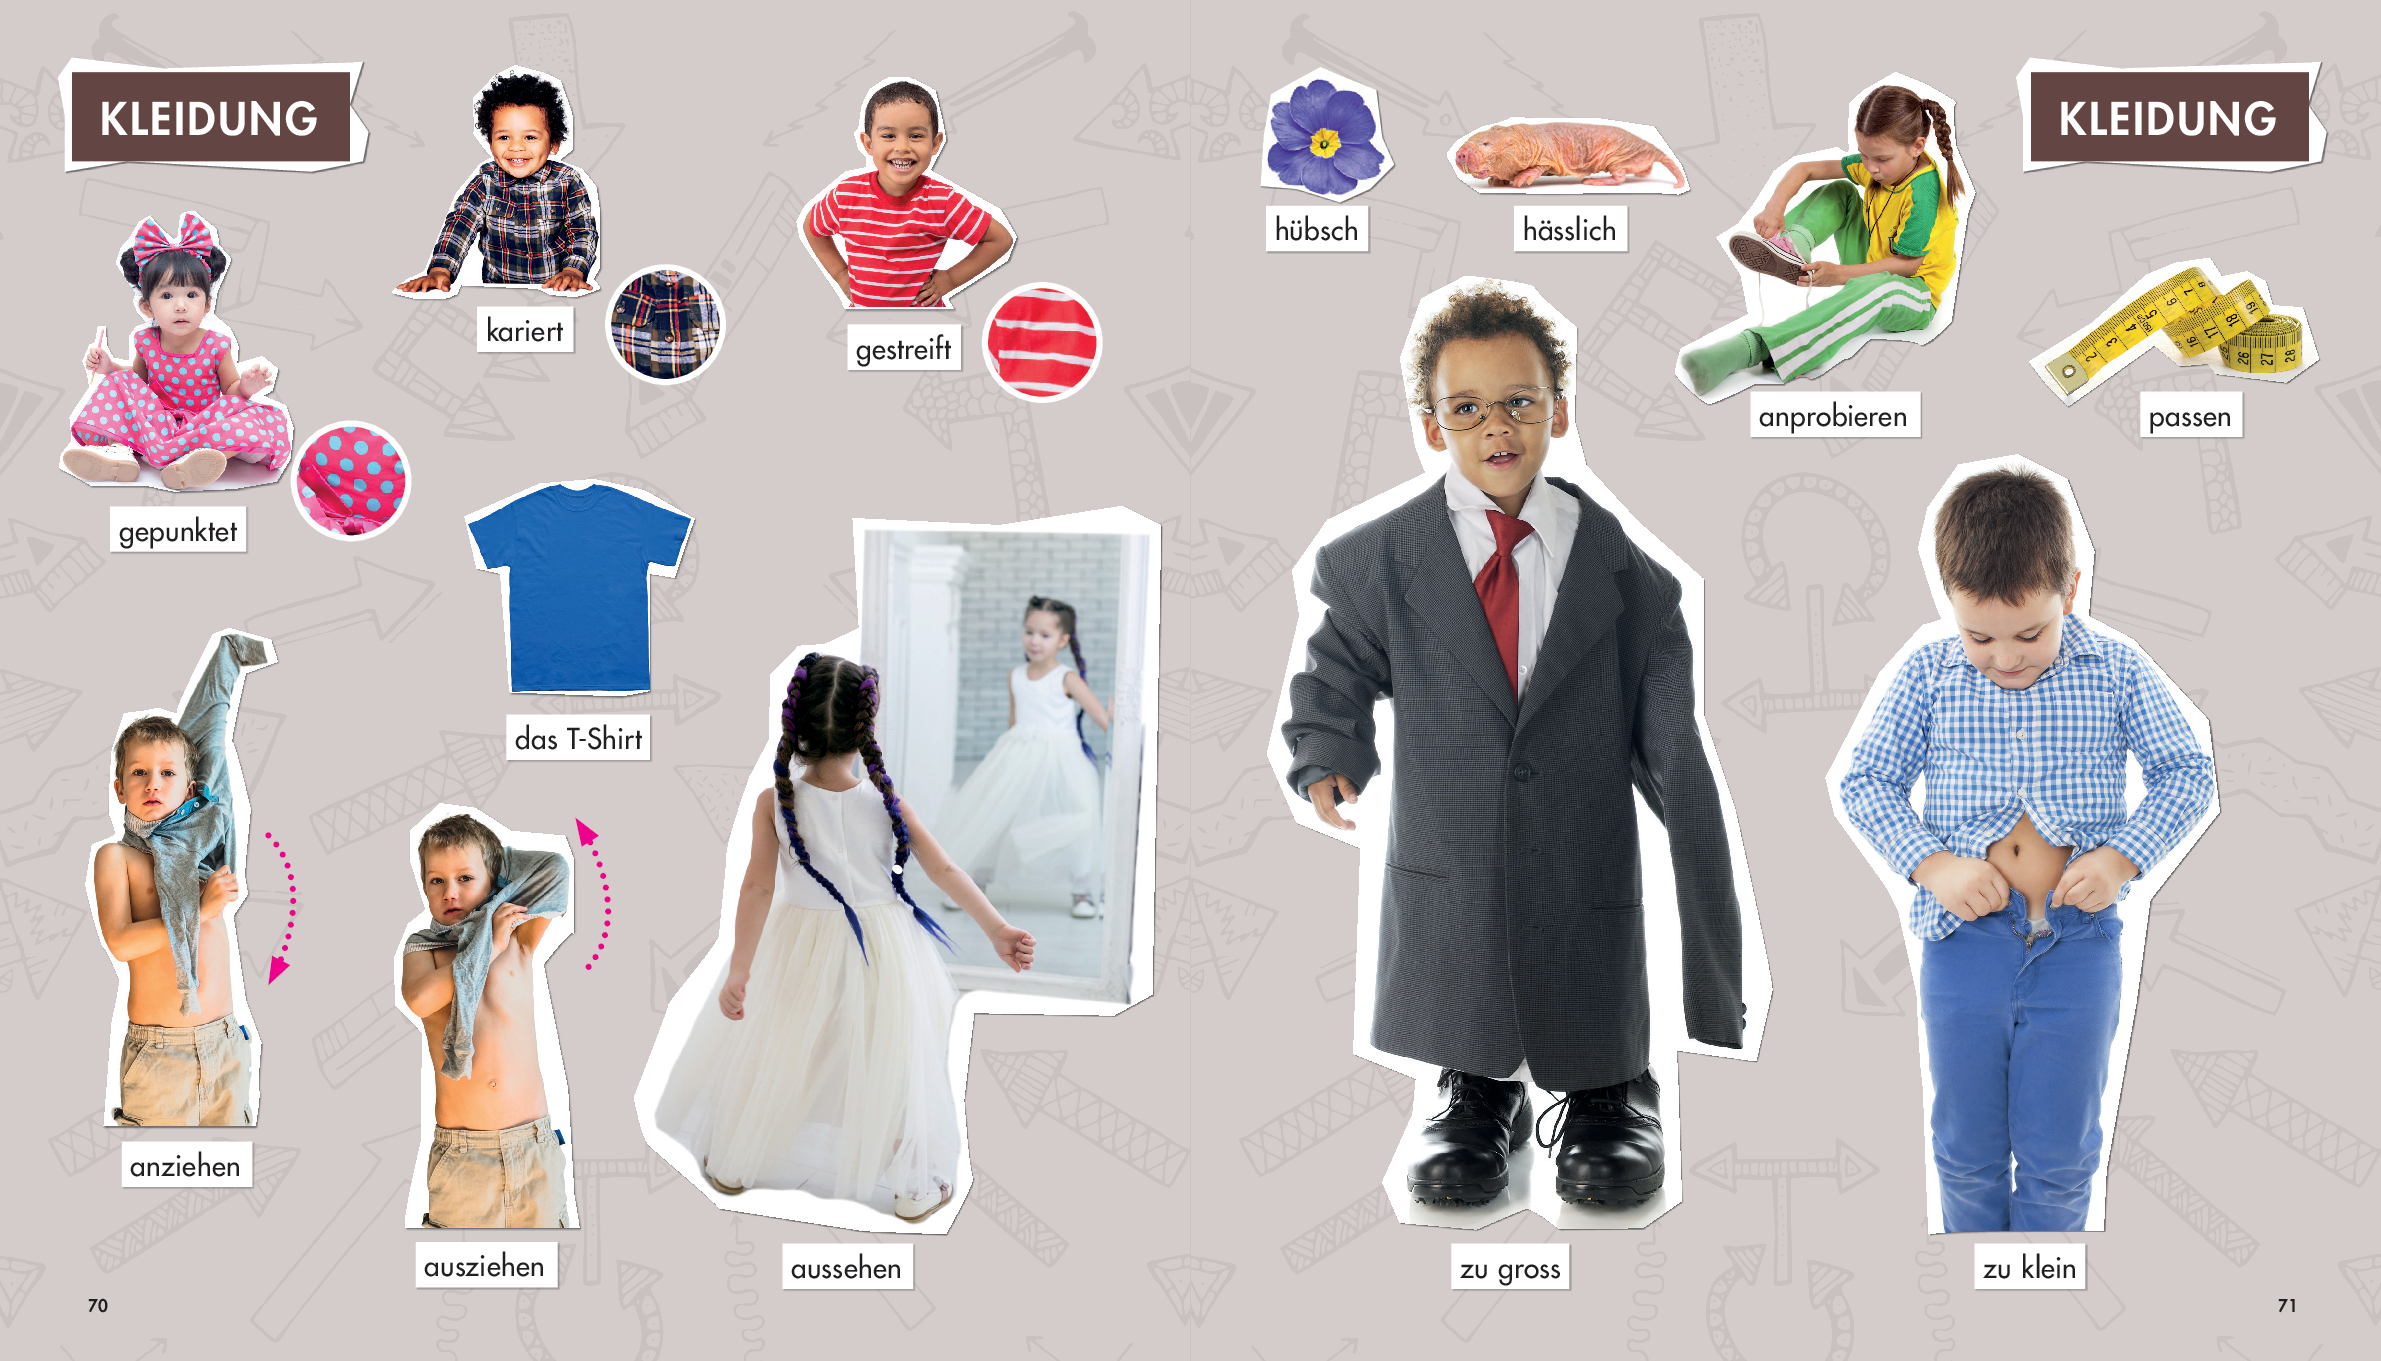 KLEIDUNG
kariert
gestreift
gepunktet
das T-Shirt
anziehen
ausziehen
aussehen
70
KLEIDUNG
hübsch
hässlich
anprobieren
passen
zu gross
zu klein
71